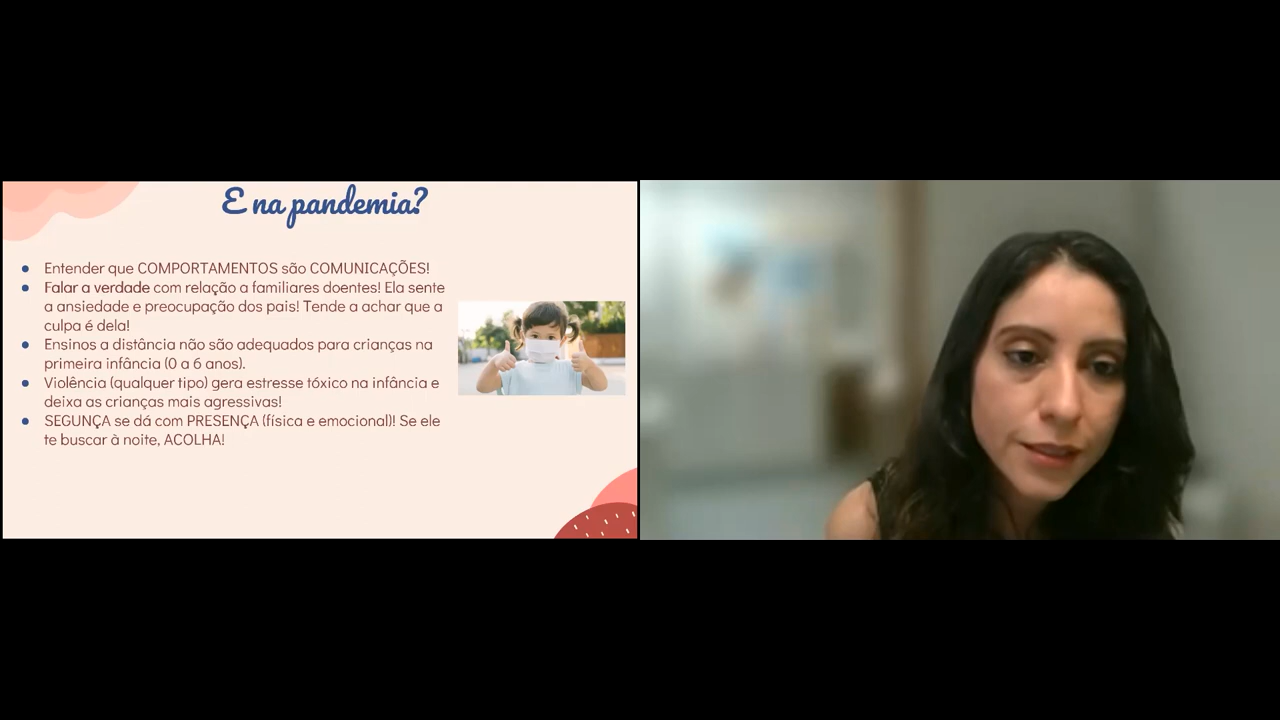 E na pandemia?
● Entender que COMPORTAMENTOS são COMUNICAÇÕES!
● Falar a verdade com relação a familiares doentes! Ela sente
a ansiedade e preocupação dos pais! Tende a achar que a
culpa é dela!
● Ensinos a distância não são adequados para crianças na
primeira infância (0 a 6 anos).
● Violência (qualquer tipo) gera estresse tóxico na infância e
deixa as crianças mais agressivas!
● SEGUNÇA se dá com PRESENÇA (física e emocional)! Se ele
te buscar à noite, ACOLHA!